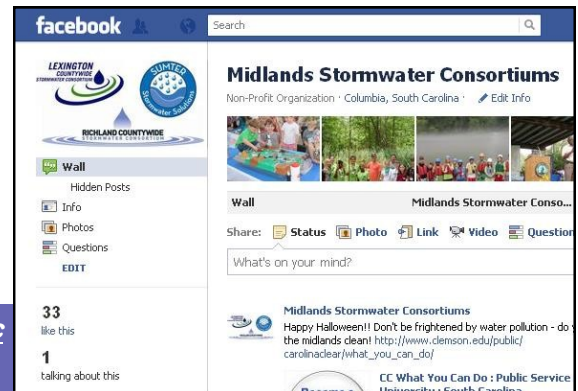 facebook
Search
LEXINGTON
COUNTYWIDE
STORMWATER CONSORTIUM
SUMTER
Stormwater Solutions
RICHLAND COUNTYWIDE
STORMWATER CONSORTIUM
Midlands Stormwater Consortiums
Non-Profit Organization · Columbia, South Carolina · Edit Info
Wall
Hidden Posts
Info
Photos
Questions
EDIT
33
like this
1
talking about this
Wall Midlands Stormwater Conso...
Share: Status Photo Link Video Question
What's on your mind?
Midlands Stormwater Consortiums
Happy Halloween!! Don't be frightened by water pollution - do
the midlands clean! http://www.clemson.edu/public/
carolinaclear/what_you_can_do/
CC What You Can Do : Public Service
University : South Carolina
Become a